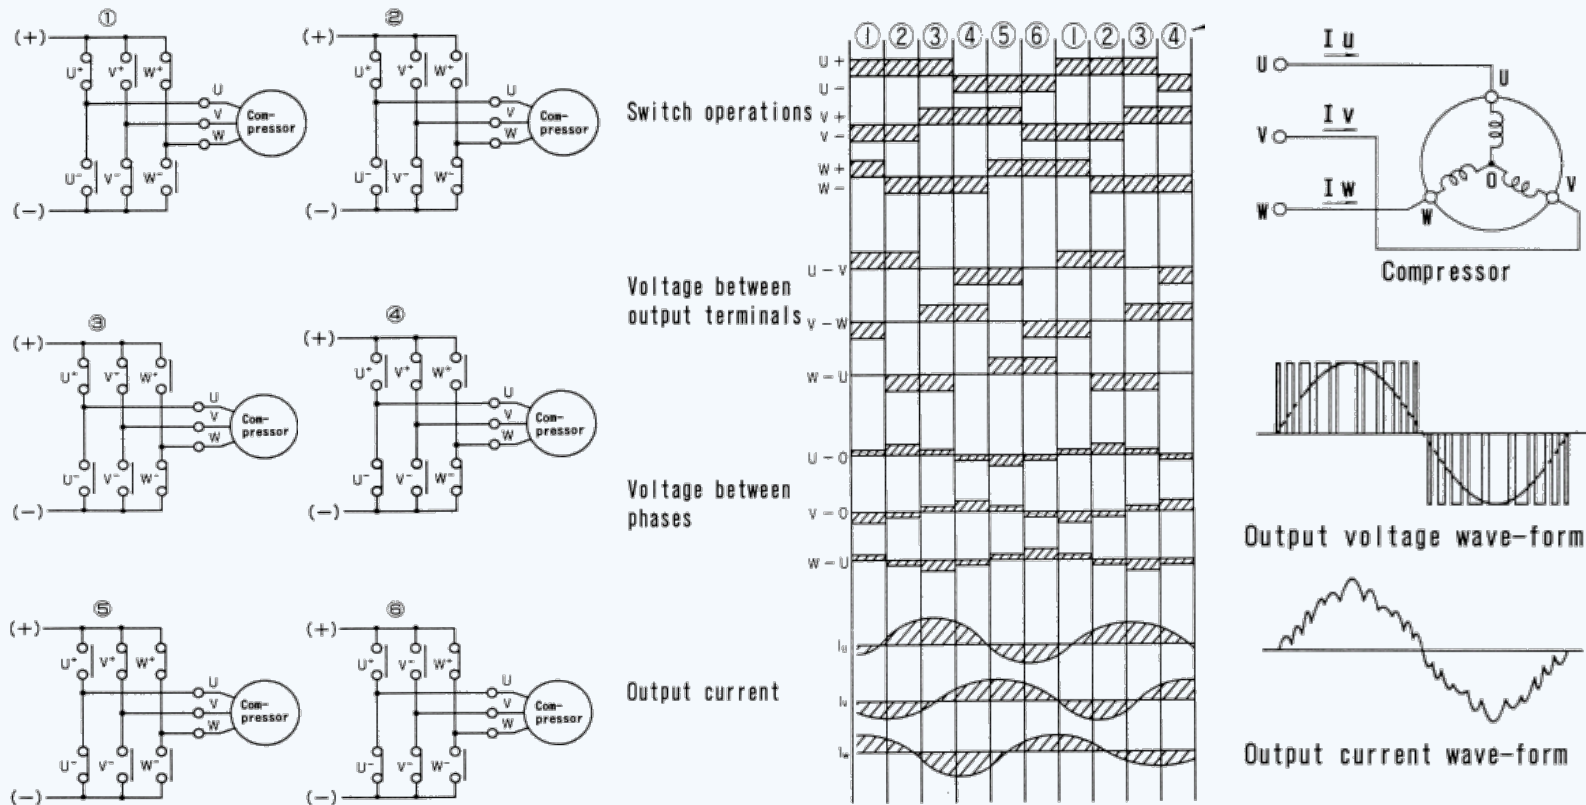 ①
(+)
U⁺ V⁺ W⁺
U
V
W
Com-
pressor
U⁻ V⁻ W⁻
(−)
②
(+)
U⁺ V⁺ W⁺
U
V
W
Com-
pressor
U⁻ V⁻ W⁻
(−)
③
(+)
U⁺ V⁺ W⁺
U
V
W
Com-
pressor
U⁻ V⁻ W⁻
(−)
④
(+)
U⁺ V⁺ W⁺
U
V
W
Com-
pressor
U⁻ V⁻ W⁻
(−)
⑤
(+)
U⁺ V⁺ W⁺
U
V
W
Com-
pressor
U⁻ V⁻ W⁻
(−)
⑥
(+)
U⁺ V⁻ W⁺
U
V
W
Com-
pressor
U⁻ V⁻ W⁻
(−)
① ② ③ ④ ⑤ ⑥ ① ② ③ ④
Switch operations
U+
U−
V+
V−
W+
W−
Voltage between
output terminals
U−V
V−W
W−U
Voltage between
phases
U−O
V−O
W−U
Output current
Iu
Iv
Iw
U Iu
V Iv
W Iw
U
O
W
V
Compressor
Output voltage wave-form
Output current wave-form